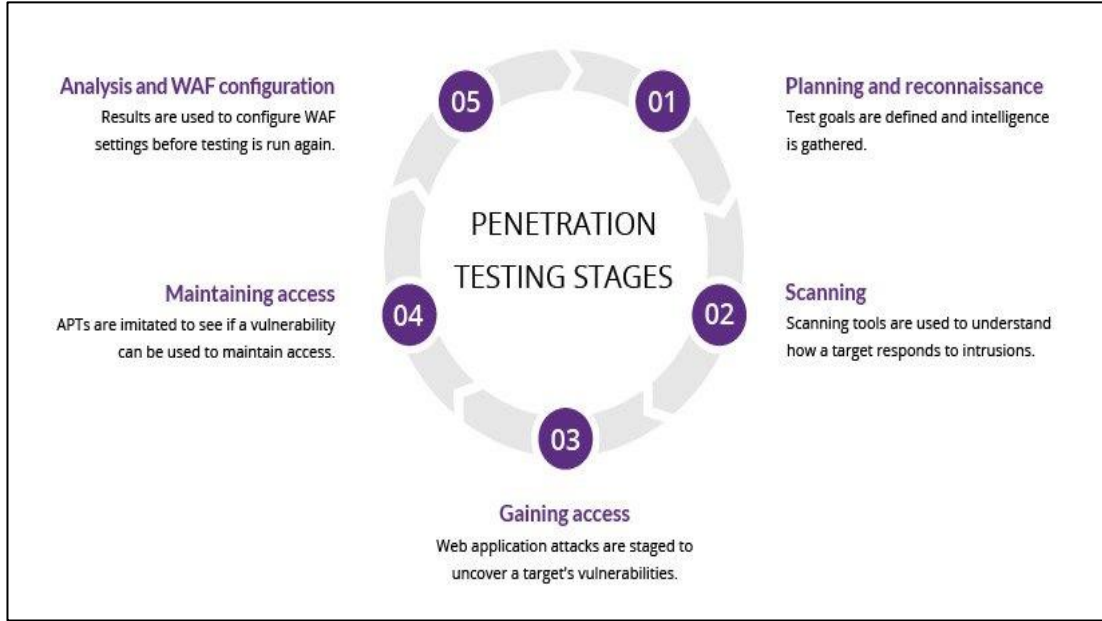 PENETRATION
TESTING STAGES
01
Planning and reconnaissance
Test goals are defined and intelligence
is gathered.
02
Scanning
Scanning tools are used to understand
how a target responds to intrusions.
03
Gaining access
Web application attacks are staged to
uncover a target's vulnerabilities.
04
Maintaining access
APTs are imitated to see if a vulnerability
can be used to maintain access.
05
Analysis and WAF configuration
Results are used to configure WAF
settings before testing is run again.